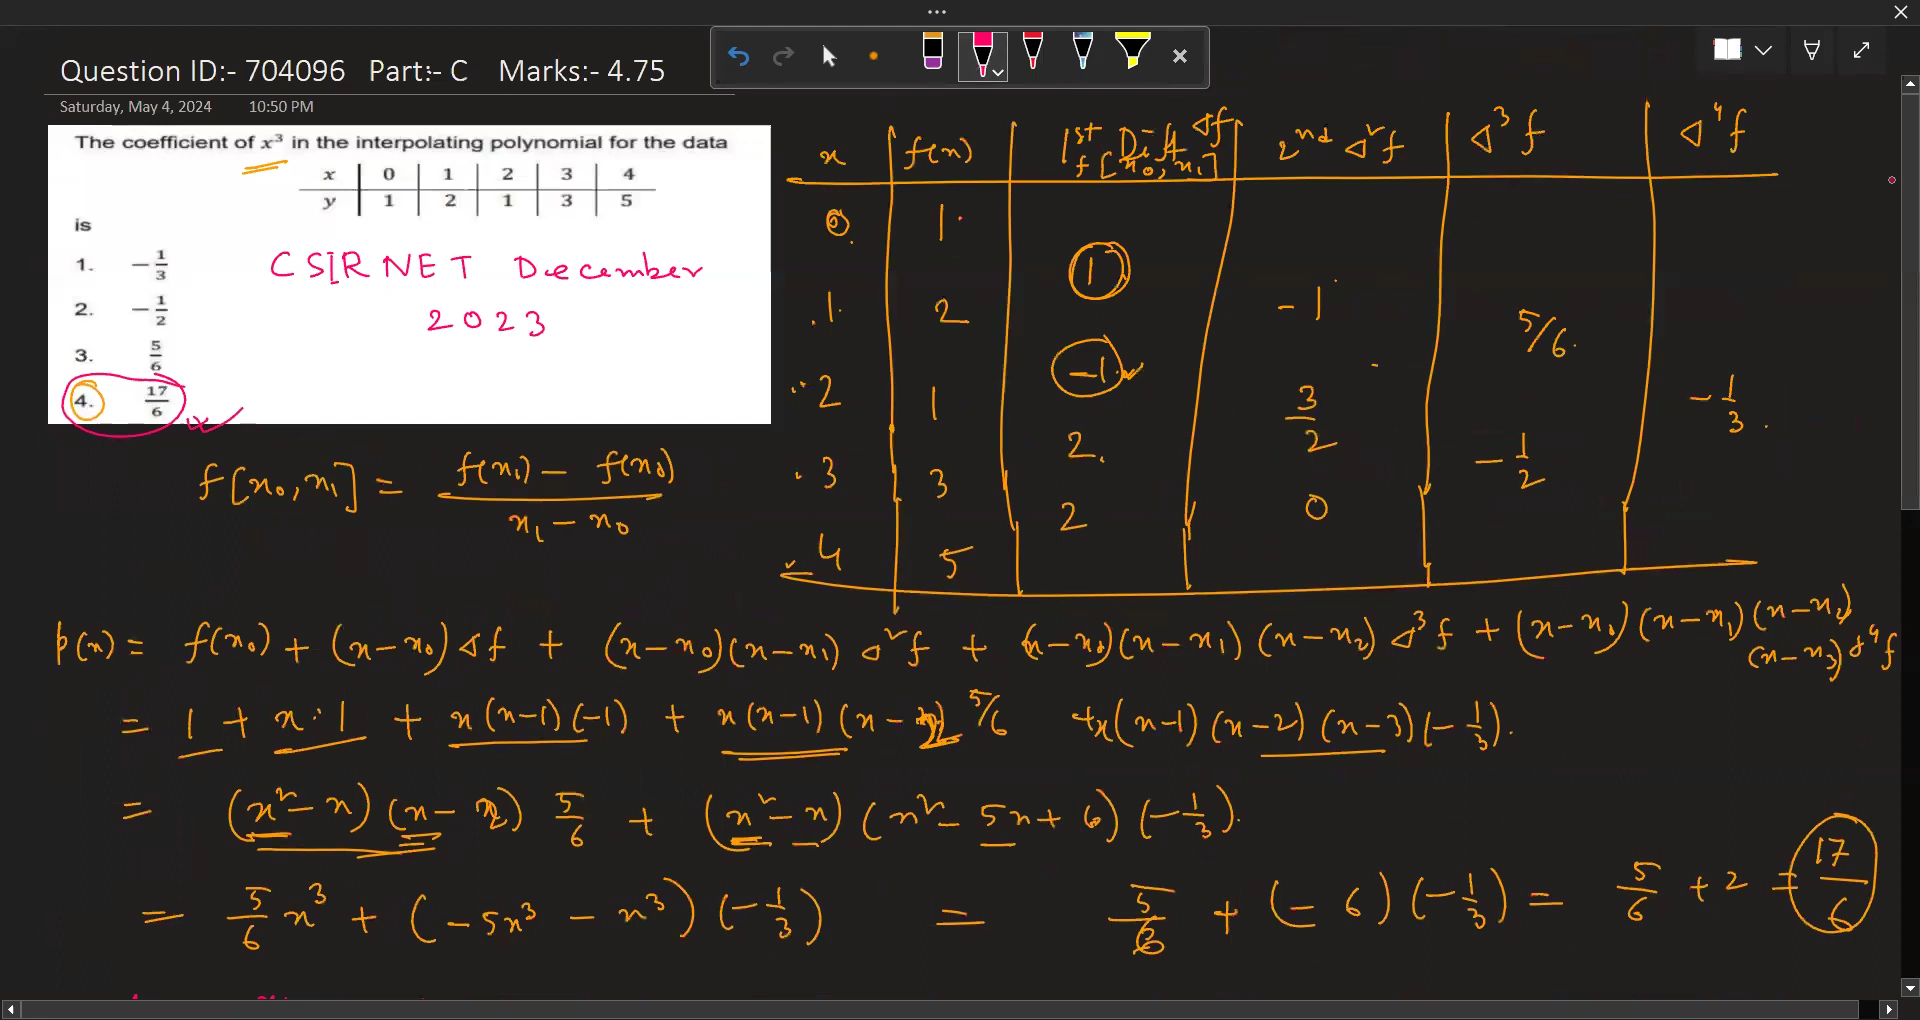 Question ID:- 704096 Part:- C Marks:- 4.75
Saturday, May 4, 2024 10:50 PM
The coefficient of x³ in the interpolating polynomial for the data
x 0 1 2 3 4
y 1 2 1 3 5
is
1. -1/3
2. -1/2
3. 5/6
4. 17/6
CSIR NET December
2023
f[x₀, x₁] = (f(x₁) - f(x₀)) / (x₁ - x₀)
x | f(x) | 1st Diff Δf f[x₀, x₁] | 2nd Δ²f | Δ³f | Δ⁴f
0 1
1
1 2 -1
-1 5/6
2 1 3/2 -1/3
2 -1/2
3 3 0
2
4 5
p(x) = f(x₀) + (x-x₀) Δf + (x-x₀)(x-x₁) Δ²f + (x-x₀)(x-x₁)(x-x₂) Δ³f + (x-x₀)(x-x₁)(x-x₂)(x-x₃) Δ⁴f
= 1 + x·1 + x(x-1)(-1) + x(x-1)(x-2) 5/6 + x(x-1)(x-2)(x-3)(-1/3).
= (x²-x)(x-2) 5/6 + (x²-x)(x²-5x+6)(-1/3).
= 5/6 x³ + (-5x³ - x³)(-1/3) = 5/6 + (-6)(-1/3) = 5/6 + 2 = 17/6